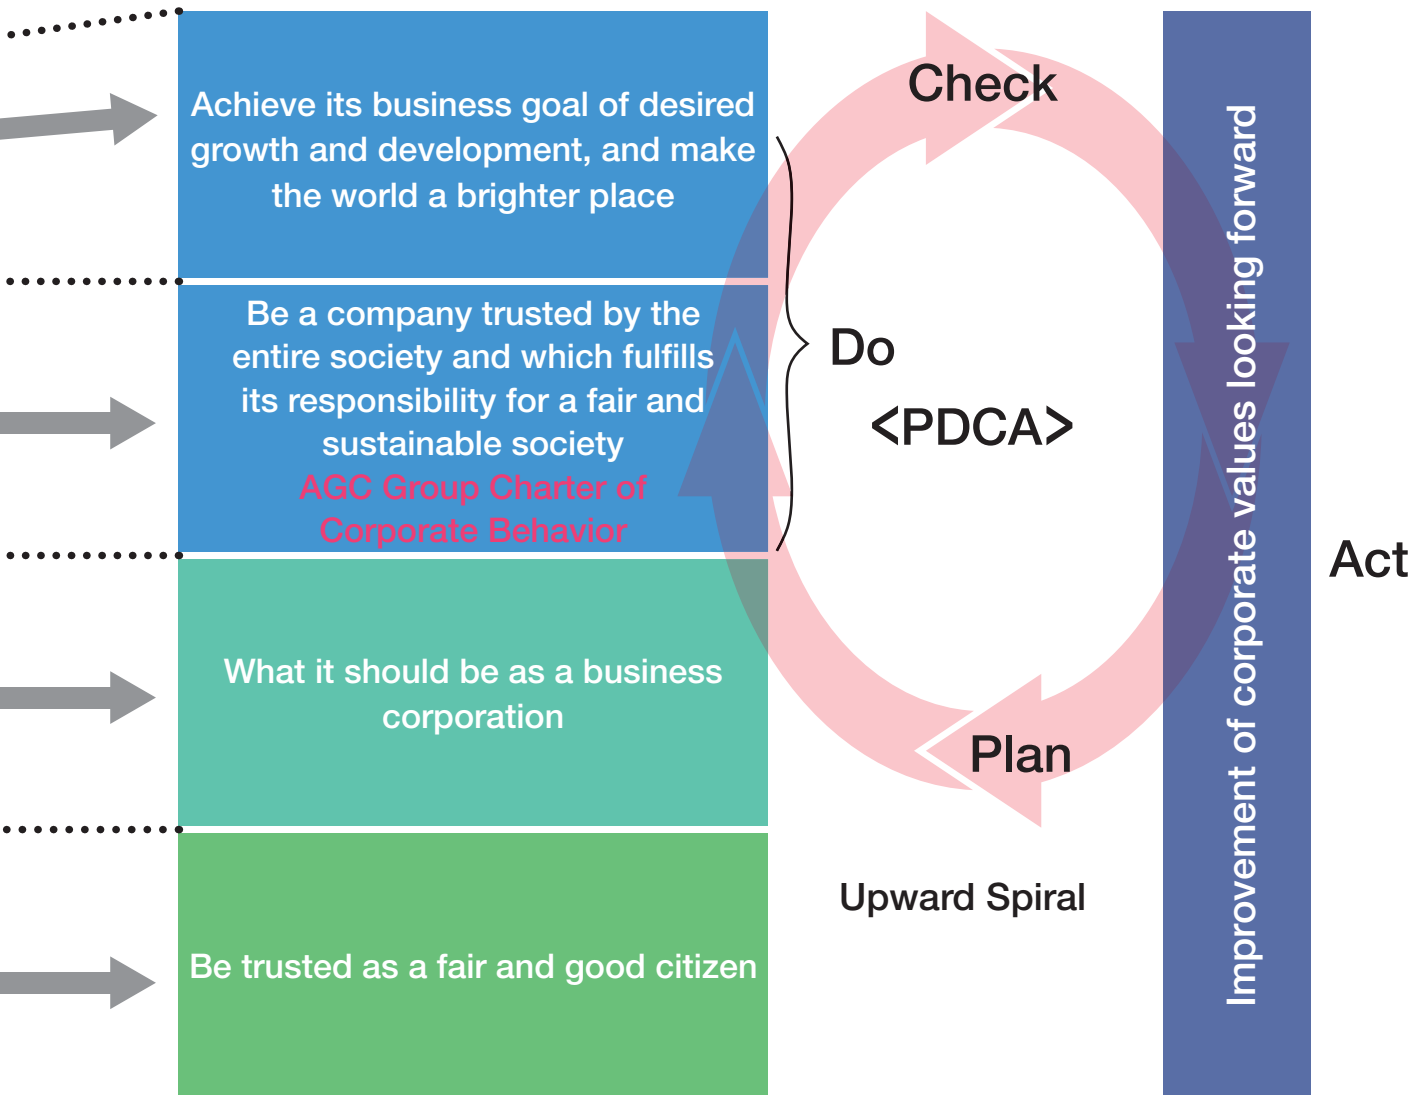 Achieve its business goal of desired
growth and development, and make
the world a brighter place
Be a company trusted by the
entire society and which fulfills
its responsibility for a fair and
sustainable society
AGC Group Charter of
Corporate Behavior
What it should be as a business
corporation
Be trusted as a fair and good citizen
Check
Do
<PDCA>
Plan
Upward Spiral
Improvement of corporate values looking forward
Act